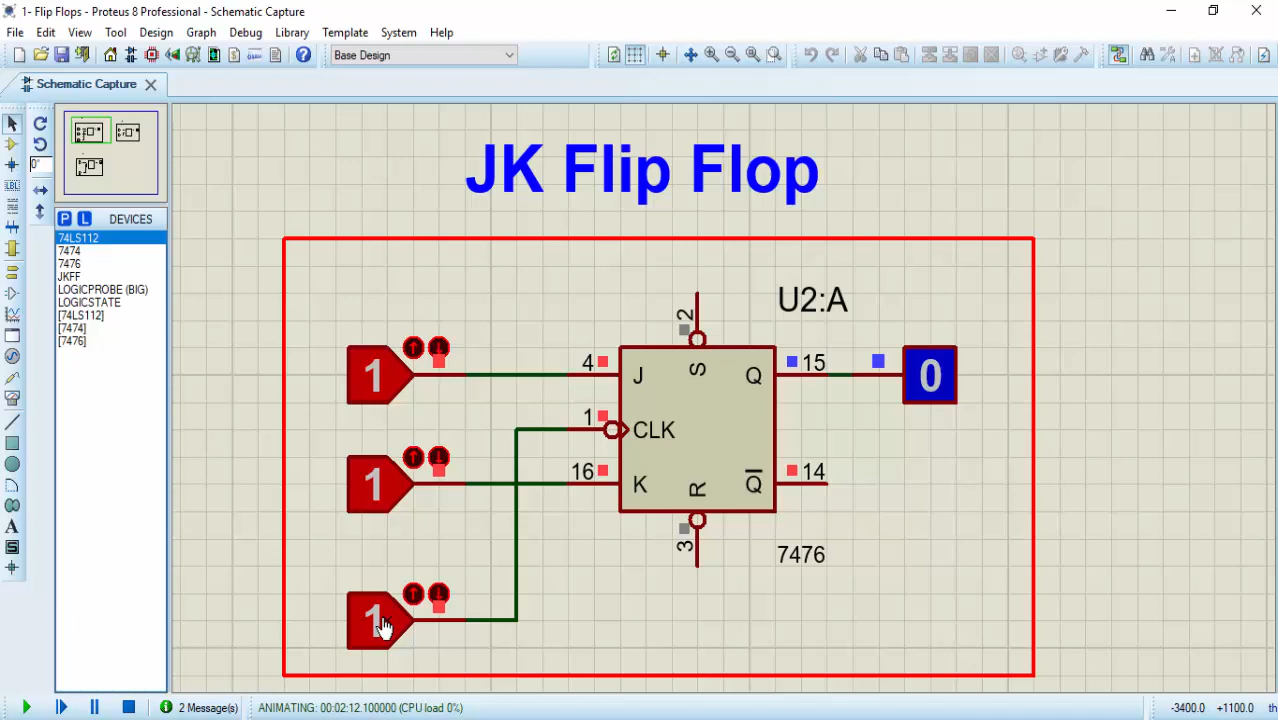 1- Flip Flops - Proteus 8 Professional - Schematic Capture
File Edit View Tool Design Graph Debug Library Template System Help
Base Design
Schematic Capture
0°
P L DEVICES
74LS112
7474
7476
JKFF
LOGICPROBE (BIG)
LOGICSTATE
[74LS112]
[7474]
[7476]
LBL
A
S
JK Flip Flop
U2:A
2
1 4 J S Q 15 0
1 CLK
1 16 K R Q 14
3
7476
1
2 Message(s) ANIMATING: 00:02:12.100000 (CPU load 0%) -3400.0 +1100.0 th